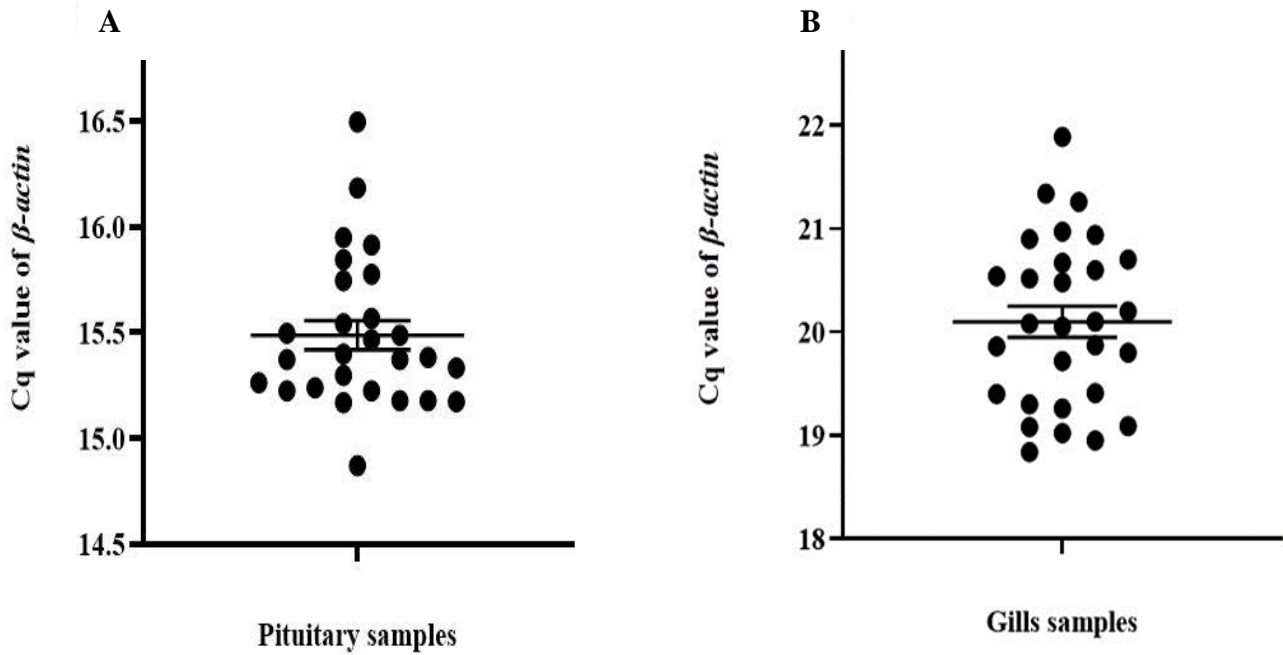 A
Cq value of β-actin
16.5
16.0
15.5
15.0
14.5
Pituitary samples
B
Cq value of β-actin
22
21
20
19
18
Gills samples